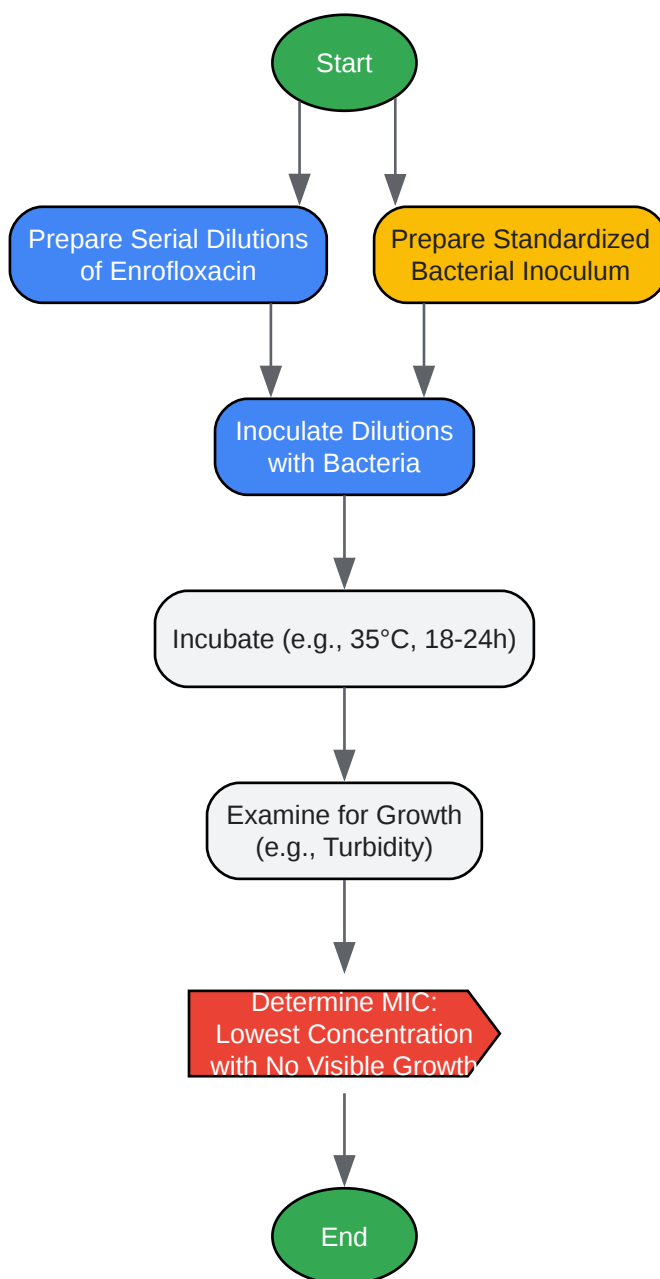 Start
Prepare Serial Dilutions
of Enrofloxacin
Prepare Standardized
Bacterial Inoculum
Inoculate Dilutions
with Bacteria
Incubate (e.g., 35°C, 18-24h)
Examine for Growth
(e.g., Turbidity)
Determine MIC:
Lowest Concentration
with No Visible Growth
End